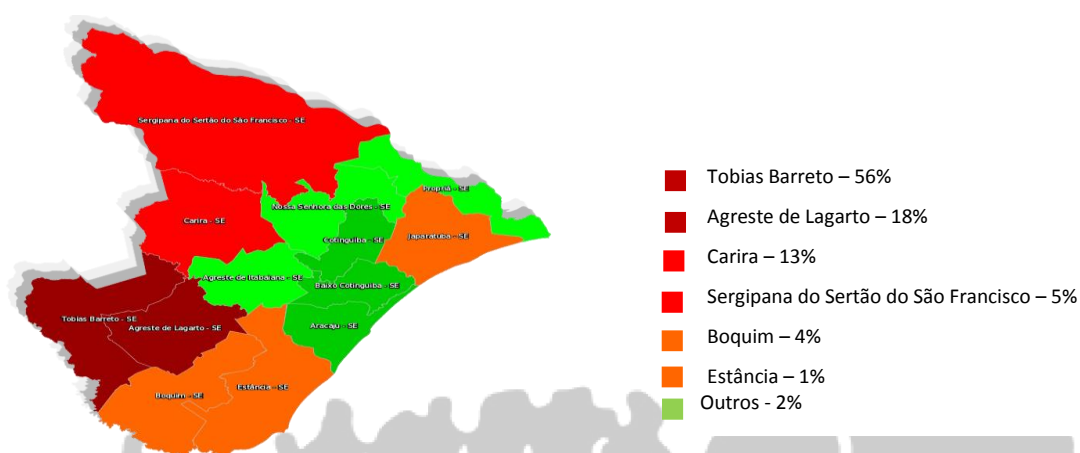 Sergipana do Sertão do São Francisco - SE
Propriá - SE
Nossa Senhora das Dores - SE
Carira - SE
Japaratuba - SE
Cotinguiba - SE
Agreste de Itabaiana - SE
Baixo Cotinguiba - SE
Tobias Barreto - SE
Agreste de Lagarto - SE
Aracaju - SE
Estância - SE
Boquim - SE
Tobias Barreto – 56%
Agreste de Lagarto – 18%
Carira – 13%
Sergipana do Sertão do São Francisco – 5%
Boquim – 4%
Estância – 1%
Outros - 2%